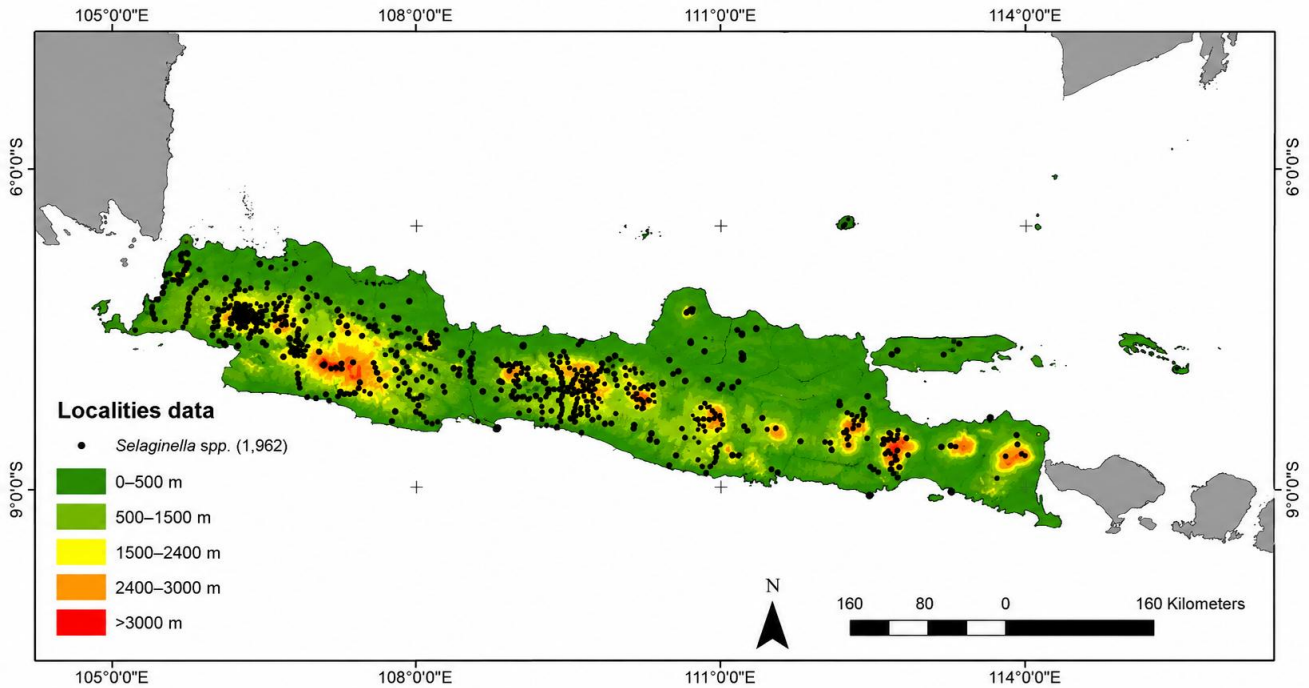 105°0'0"E 108°0'0"E 111°0'0"E 114°0'0"E
6°0'0"S 6°0'0"S
Localities data
Selaginella spp. (1,962)
0–500 m
9°0'0"S 9°0'0"S
500–1500 m
1500–2400 m
2400–3000 m
N
160 80 0 160 Kilometers
>3000 m
105°0'0"E 108°0'0"E 111°0'0"E 114°0'0"E